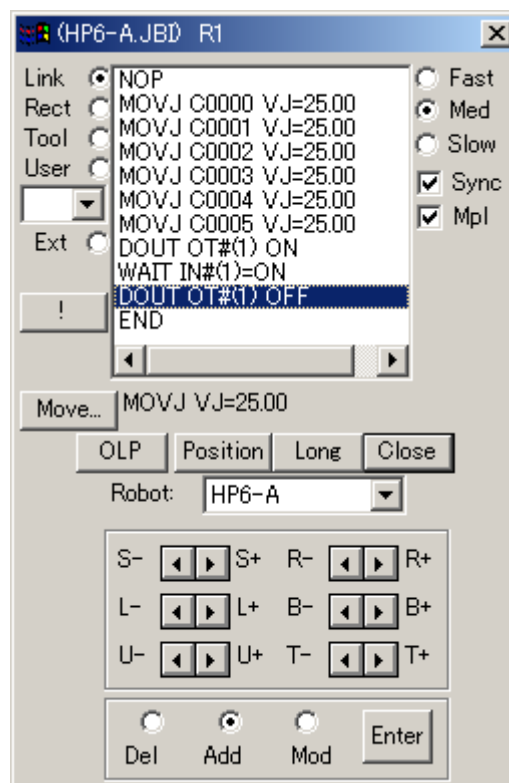 (HP6-A.JBI) R1
Link
Rect
Tool
User
Ext
!
NOP
MOVJ C0000 VJ=25.00
MOVJ C0001 VJ=25.00
MOVJ C0002 VJ=25.00
MOVJ C0003 VJ=25.00
MOVJ C0004 VJ=25.00
MOVJ C0005 VJ=25.00
DOUT OT#(1) ON
WAIT IN#(1)=ON
DOUT OT#(1) OFF
END
Fast
Med
Slow
Sync
Mpl
Move... MOVJ VJ=25.00
OLP Position Long Close
Robot: HP6-A
S- S+ R- R+
L- L+ B- B+
U- U+ T- T+
Del Add Mod Enter